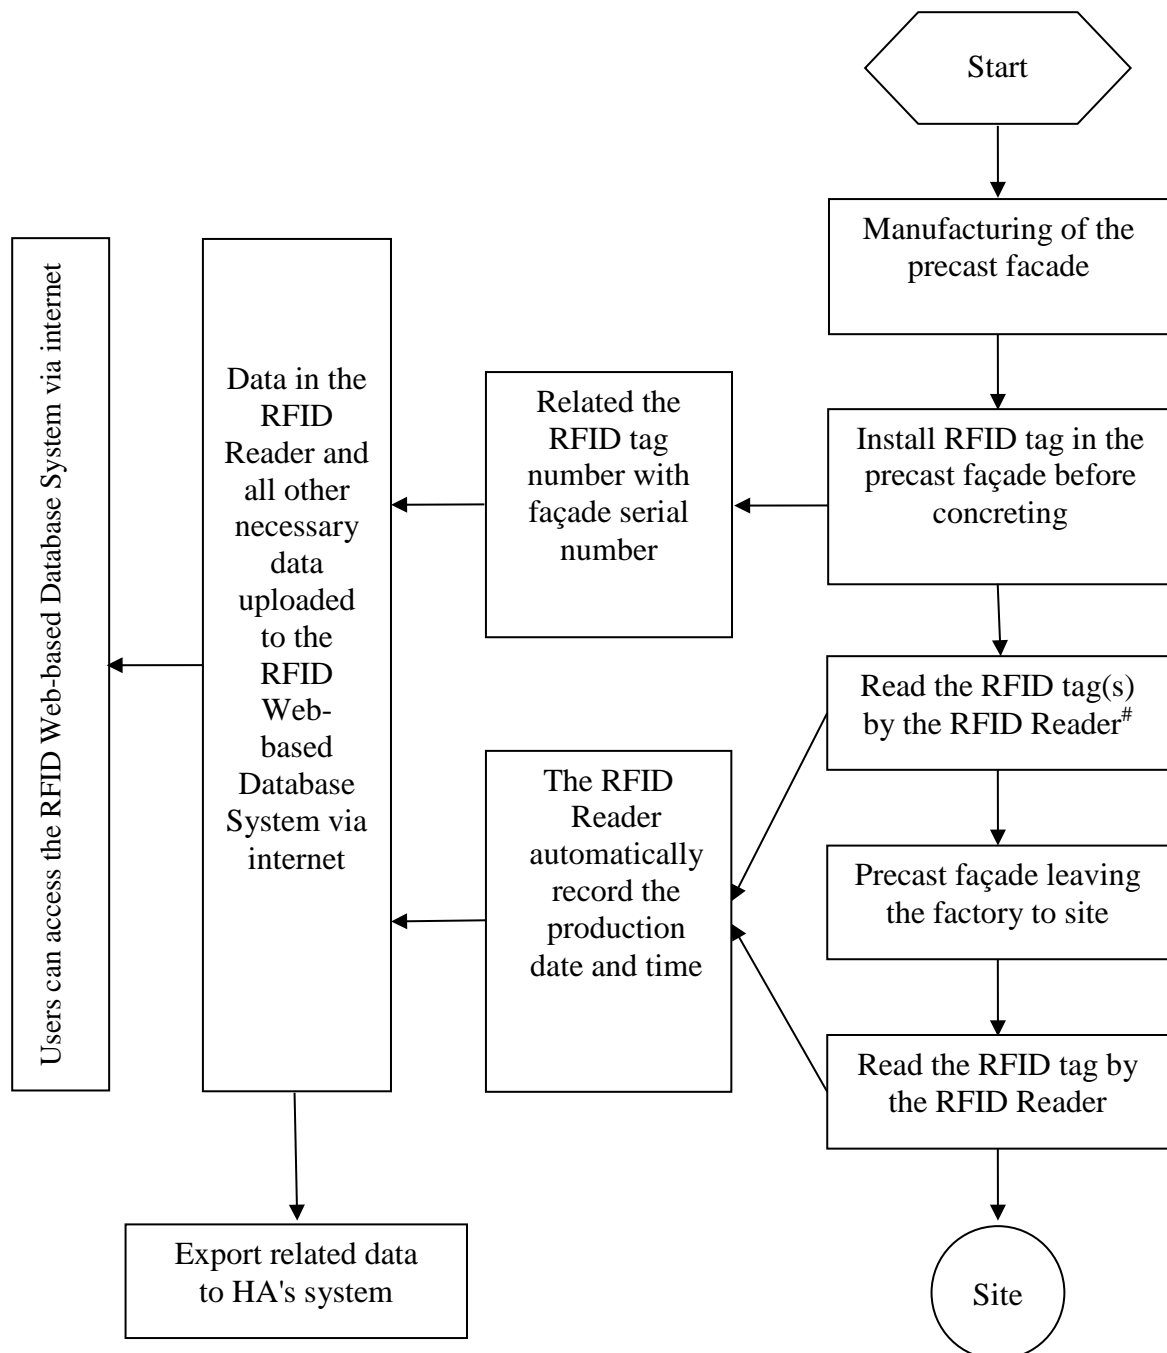 Start
Manufacturing of the
precast facade
Install RFID tag in the
precast façade before
concreting
Related the
RFID tag
number with
façade serial
number
Data in the
RFID
Reader and
all other
necessary
data
uploaded
to the
RFID
Web-
based
Database
System via
internet
Users can access the RFID Web-based Database System via internet
Read the RFID tag(s)
by the RFID Reader#
The RFID
Reader
automatically
record the
production
date and time
Precast façade leaving
the factory to site
Read the RFID tag by
the RFID Reader
Export related data
to HA's system
Site